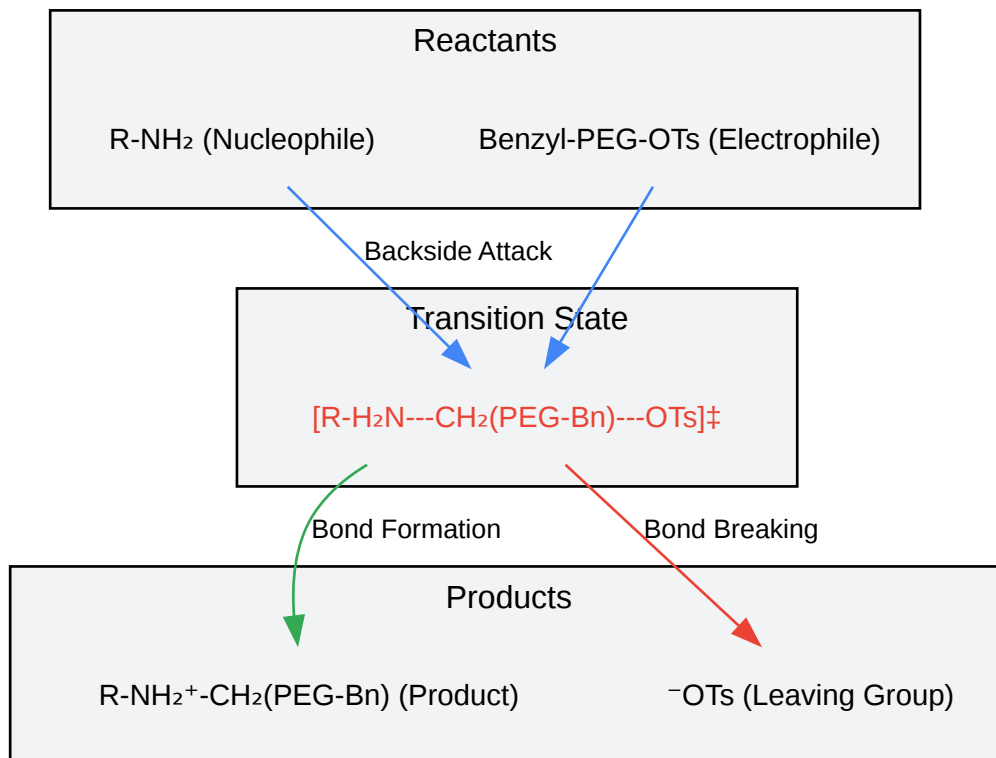 Reactants
R-NH₂ (Nucleophile)
Benzyl-PEG-OTs (Electrophile)
Backside Attack
Transition State
[R-H₂N---CH₂(PEG-Bn)---OTs]‡
Bond Formation
Bond Breaking
Products
R-NH₂⁺-CH₂(PEG-Bn) (Product)
⁻OTs (Leaving Group)